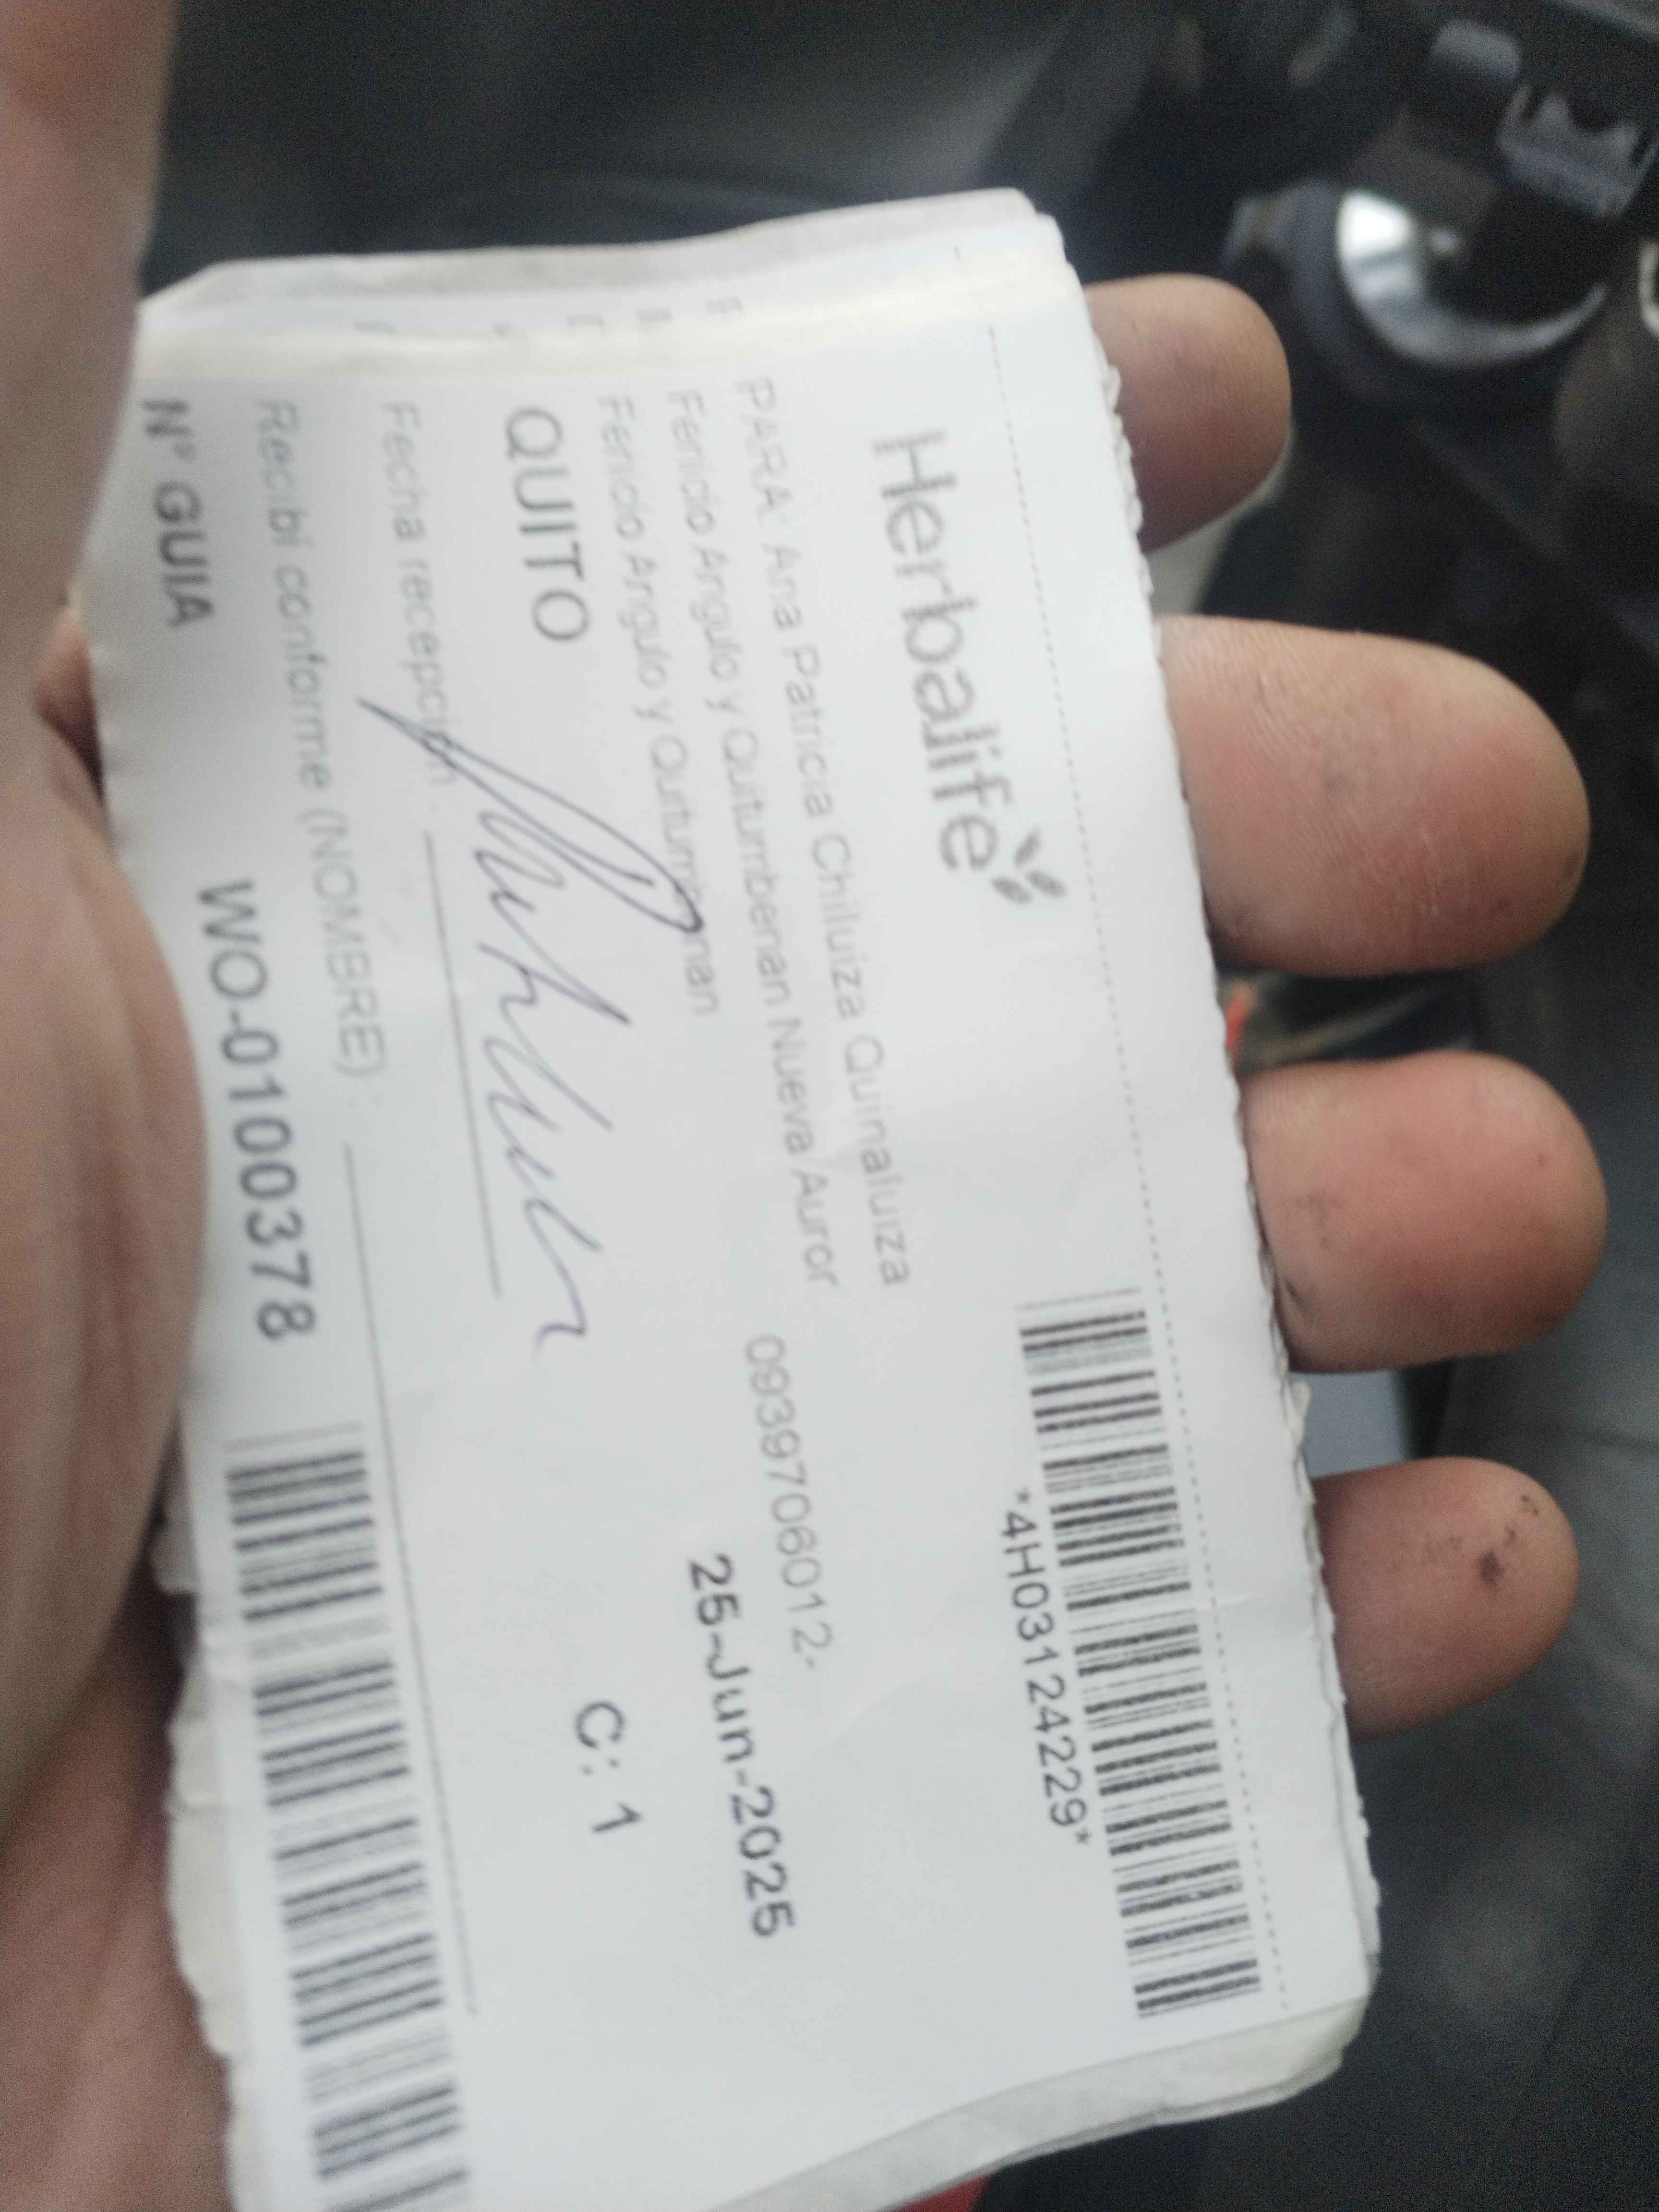 Herbalife
*4H03124229*
PARA: Ana Patricia Chiluiza Quinaluiza
Fenicio Angulo y Quitumbenan Nueva Auror
0939706012-
Fenicio Angulo y Quitumbenan
25-Jun-2025
QUITO
C: 1
Fecha recepción :
Recibí conforme (NOMBRE) :
N° GUIA
WO-0100378